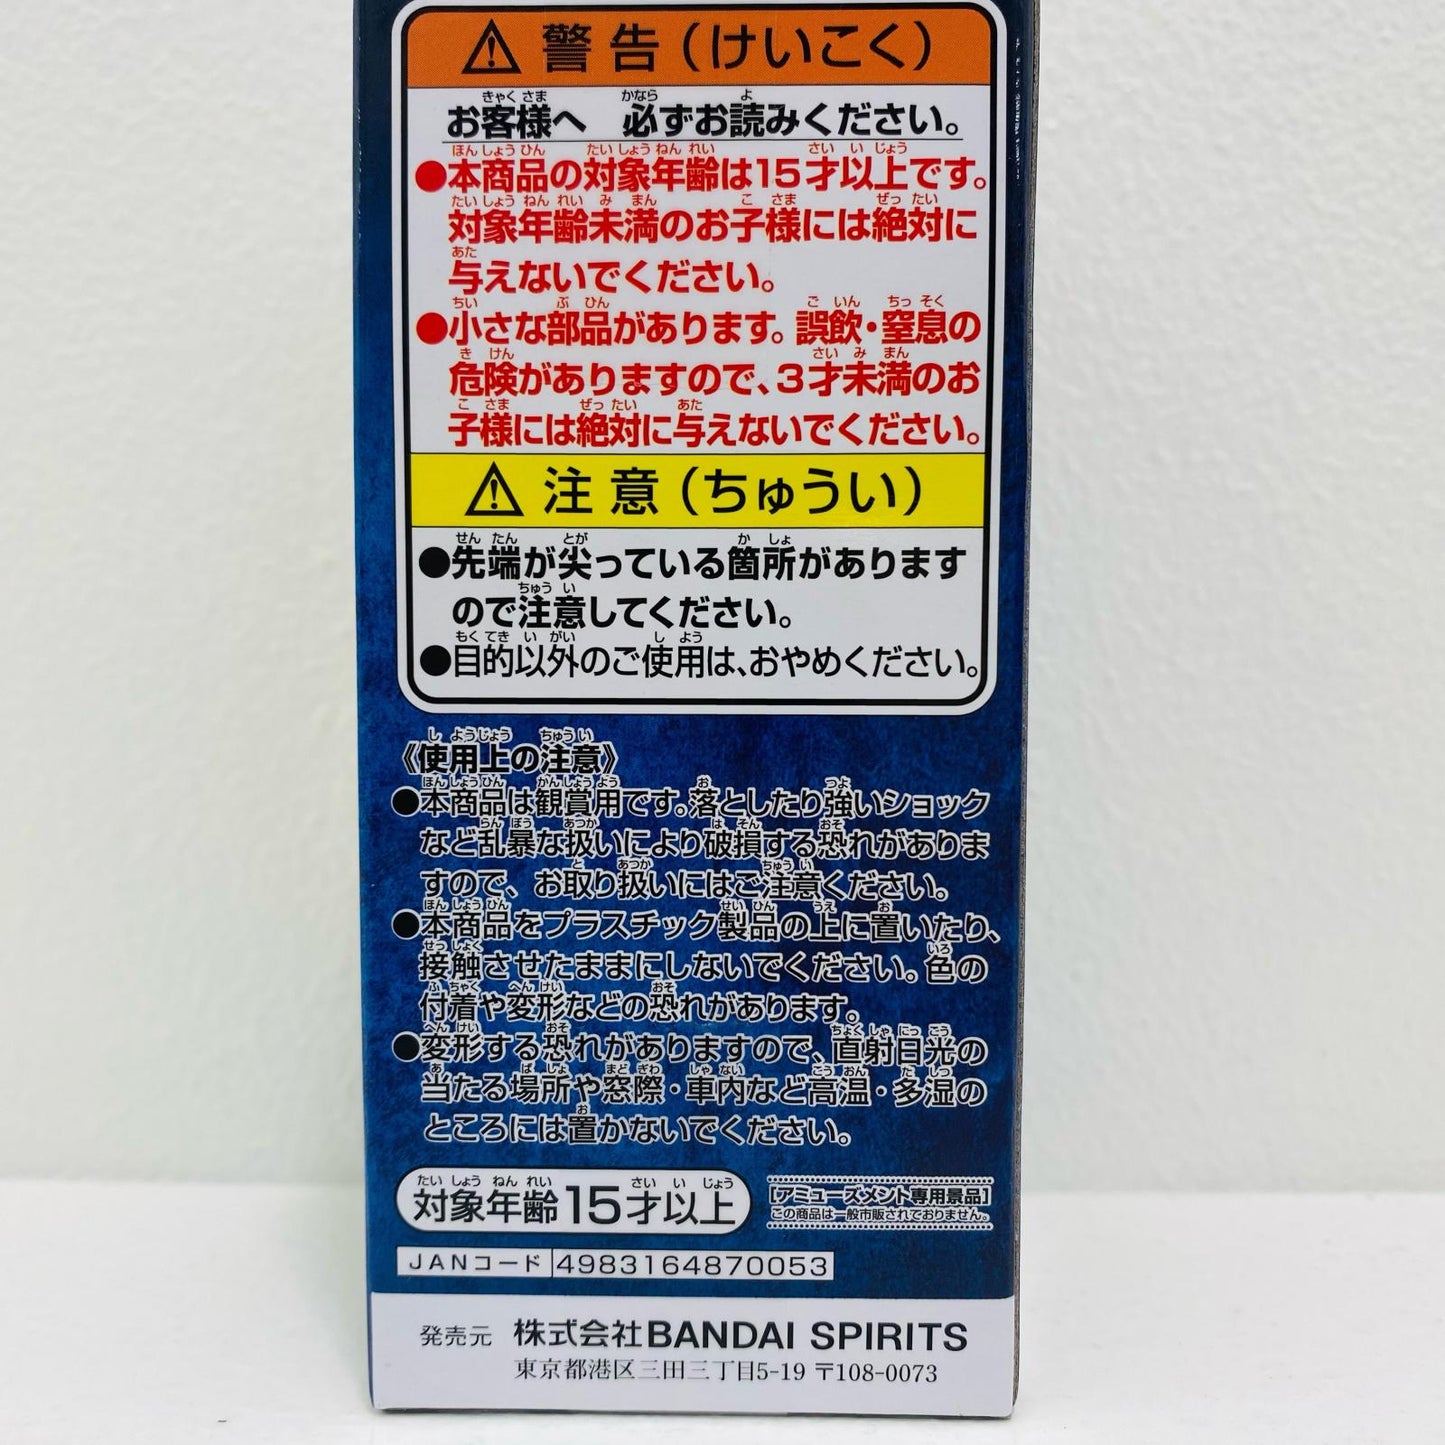 ⚠ 警告（けいこく）
お客様へ　必ずお読みください。
●本商品の対象年齢は15才以上です。
対象年齢未満のお子様には絶対に
与えないでください。
●小さな部品があります。誤飲・窒息の
危険がありますので、3才未満のお
子様には絶対に与えないでください。
⚠ 注意（ちゅうい）
●先端が尖っている箇所があります
ので注意してください。
●目的以外のご使用は、おやめください。
《使用上の注意》
●本商品は観賞用です。落としたり強いショック
など乱暴な扱いにより破損する恐れがありま
すので、お取り扱いにはご注意ください。
●本商品をプラスチック製品の上に置いたり、
接触させたままにしないでください。色の
付着や変形などの恐れがあります。
●変形する恐れがありますので、直射日光の
当たる場所や窓際・車内など高温・多湿の
ところには置かないでください。
対象年齢15才以上
[アミューズメント専用景品]
この商品は一般市販されておりません。
JANコード 4983164870053
発売元 株式会社BANDAI SPIRITS
東京都港区三田三丁目5-19 〒108-0073